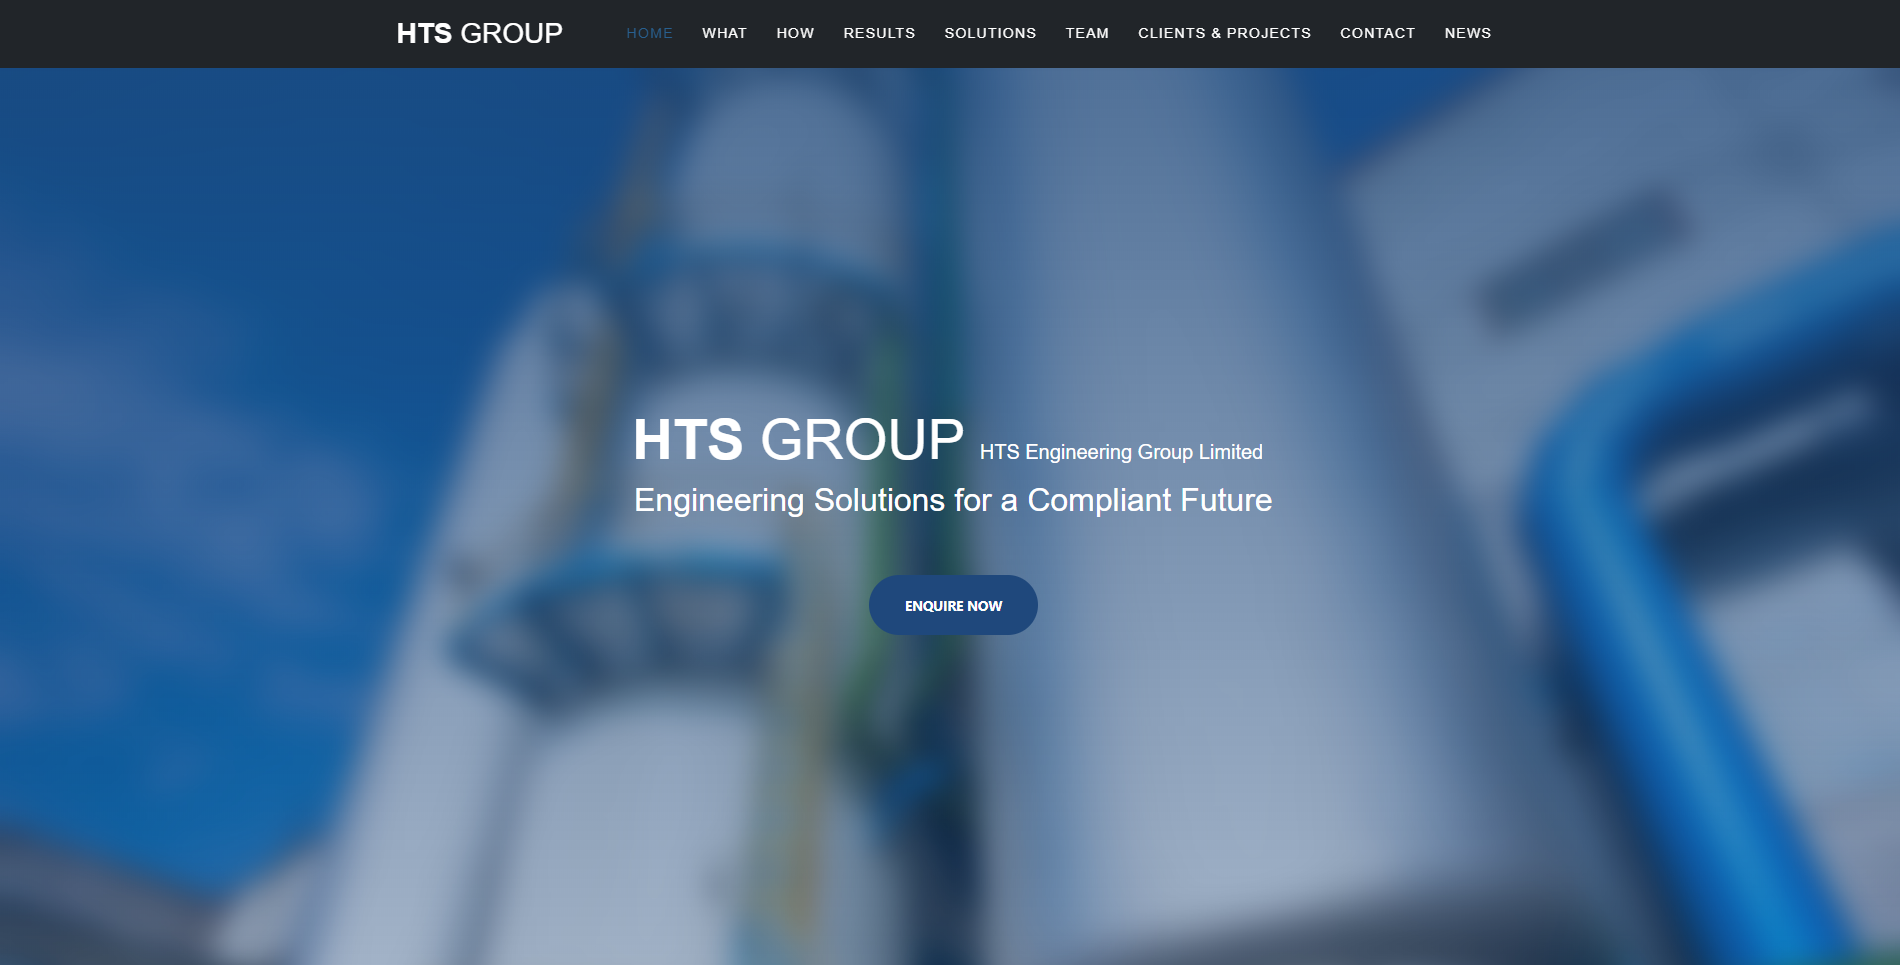 HTS GROUP HOME WHAT HOW RESULTS SOLUTIONS TEAM CLIENTS & PROJECTS CONTACT NEWS
HTS GROUP HTS Engineering Group Limited
Engineering Solutions for a Compliant Future
ENQUIRE NOW